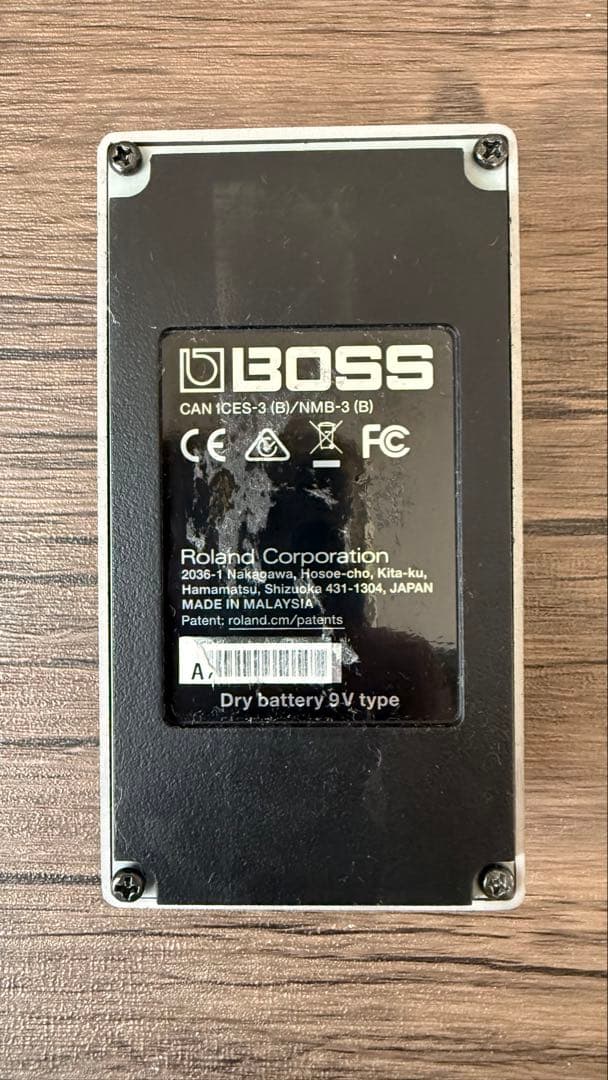 BOSS
CAN ICES-3 (B)/NMB-3 (B)
CE FC
Roland Corporation
2036-1 Nakagawa, Hosoe-cho, Kita-ku,
Hamamatsu, Shizuoka 431-1304, JAPAN
MADE IN MALAYSIA
Patent: roland.cm/patents
A
Dry battery 9V type